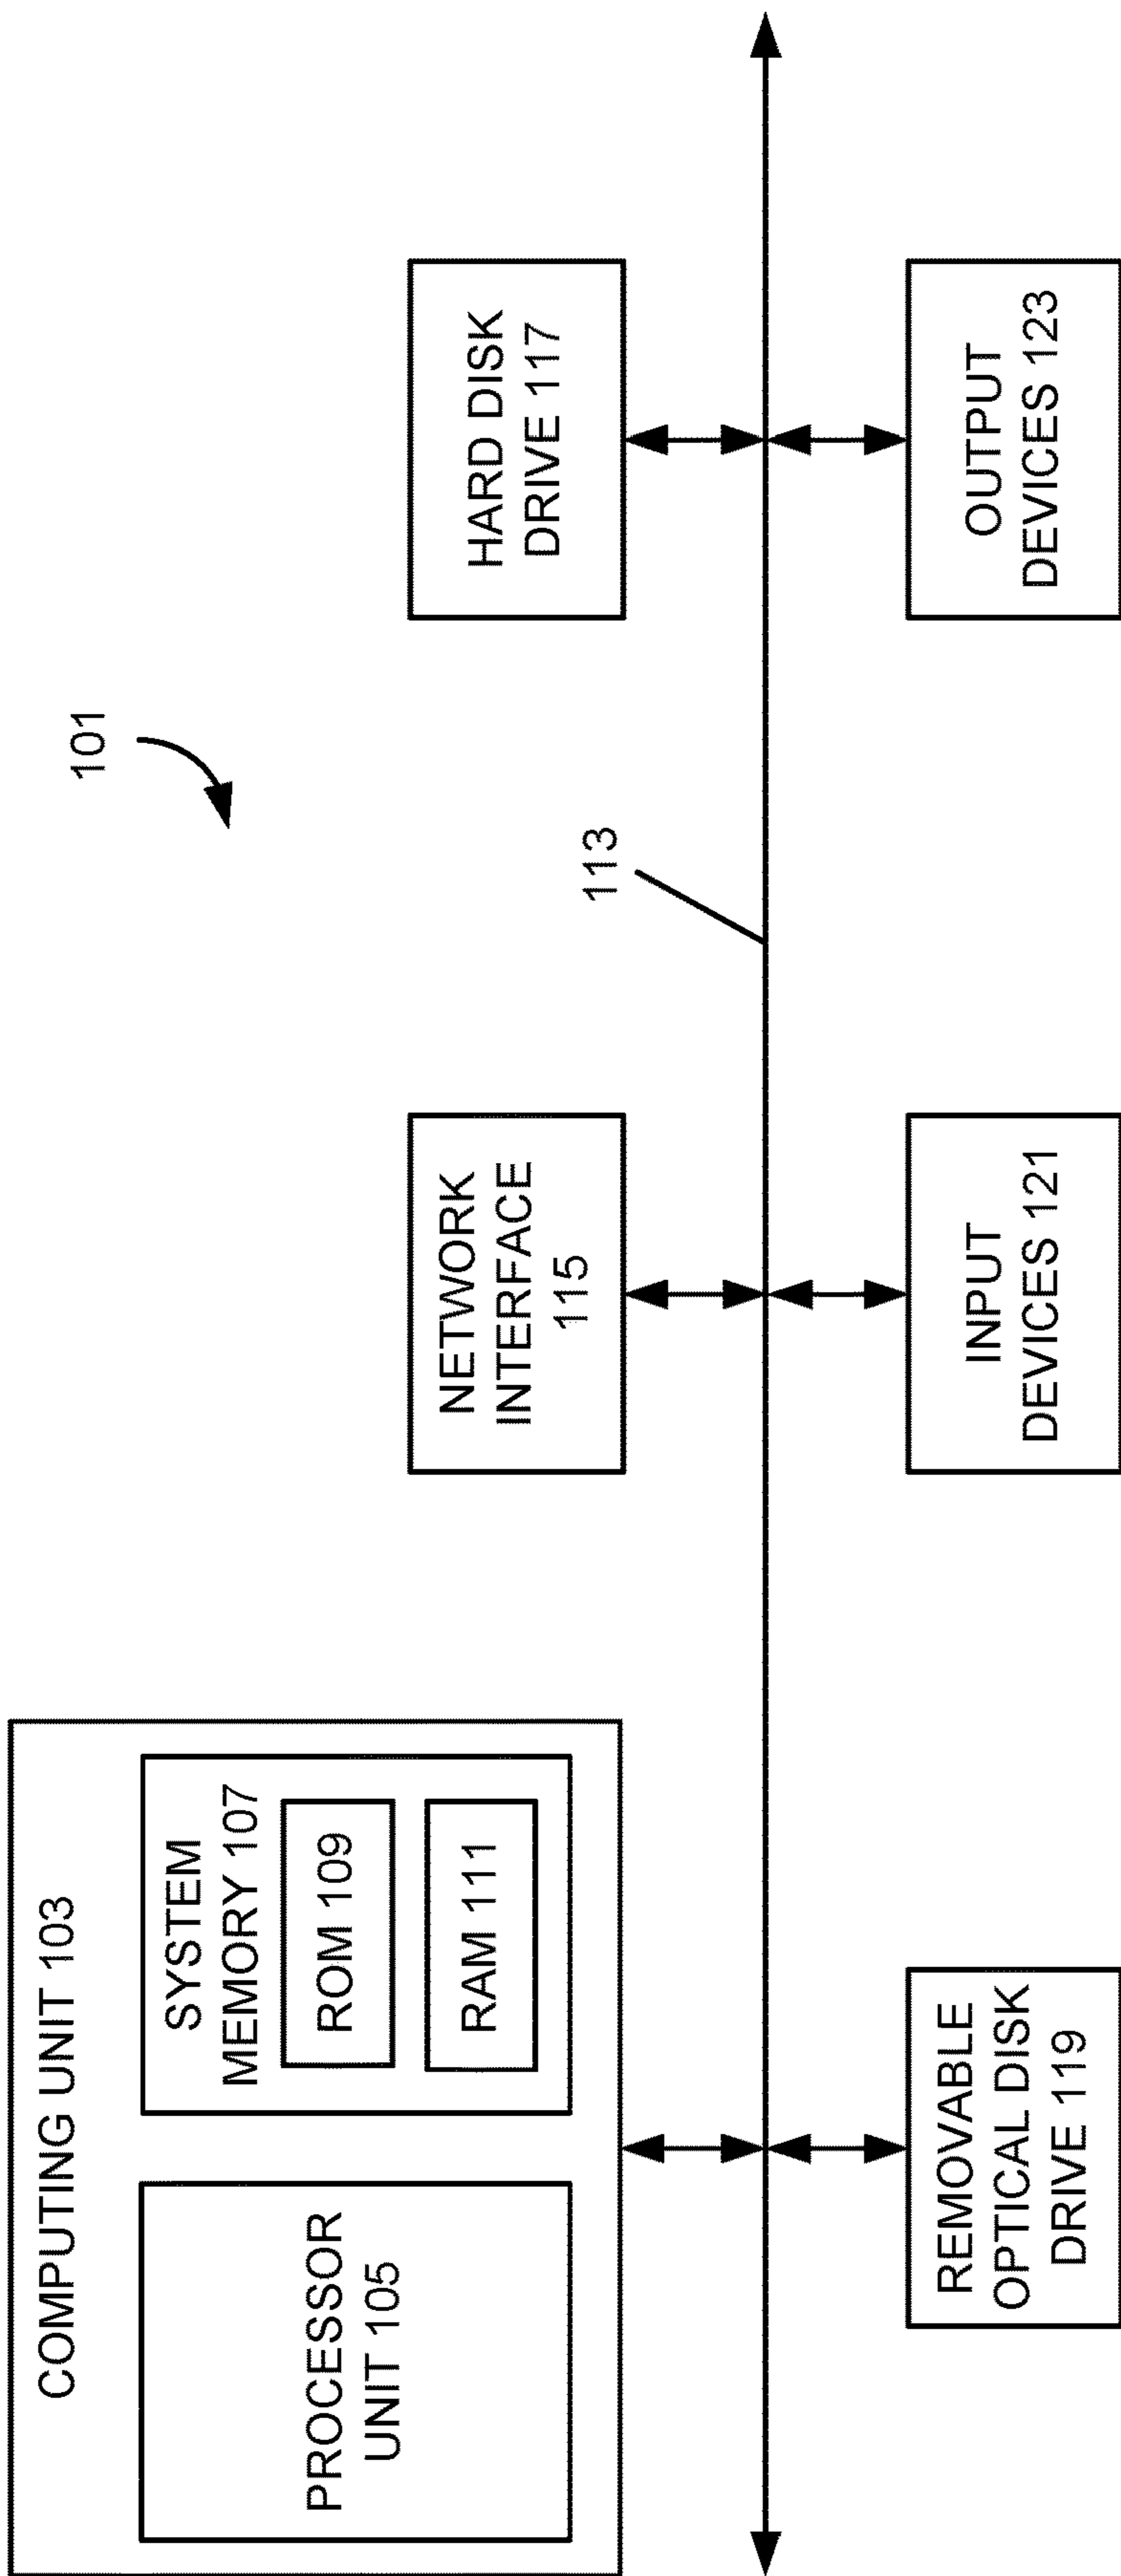 COMPUTING UNIT 103
PROCESSOR
UNIT 105
SYSTEM
MEMORY 107
ROM 109
RAM 111
101
NETWORK
INTERFACE
115
HARD DISK
DRIVE 117
113
REMOVABLE
OPTICAL DISK
DRIVE 119
INPUT
DEVICES 121
OUTPUT
DEVICES 123